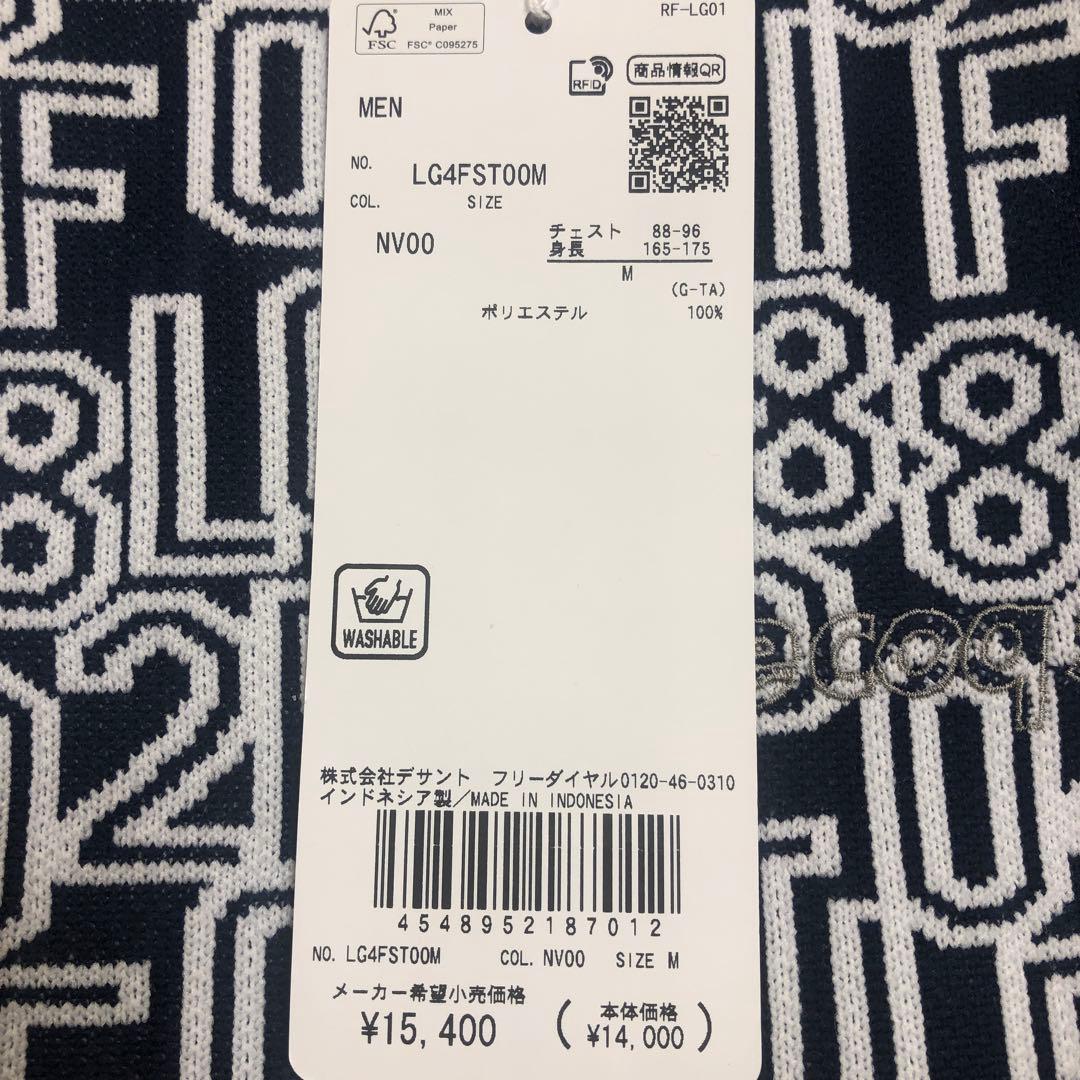 MIX
Paper
FSC
FSC® C095275
RF-LG01
RFID
商品情報QR
MEN
NO.
LG4FST00M
COL.
SIZE
NV00
チェスト 88-96
身長 165-175
M
(G-TA)
ポリエステル 100%
WASHABLE
株式会社デサント フリーダイヤル0120-46-0310
インドネシア製/MADE IN INDONESIA
4548952187012
NO. LG4FST00M COL. NV00 SIZE M
メーカー希望小売価格
¥15,400
(本体価格
¥14,000)
ecoq